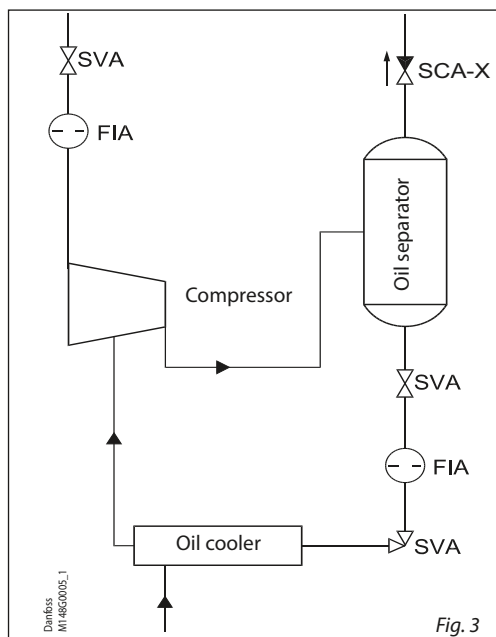 SVA
SCA-X
FIA
Oil separator
Compressor
SVA
FIA
Oil cooler
SVA
Danfoss
M148G0005_1
Fig. 3